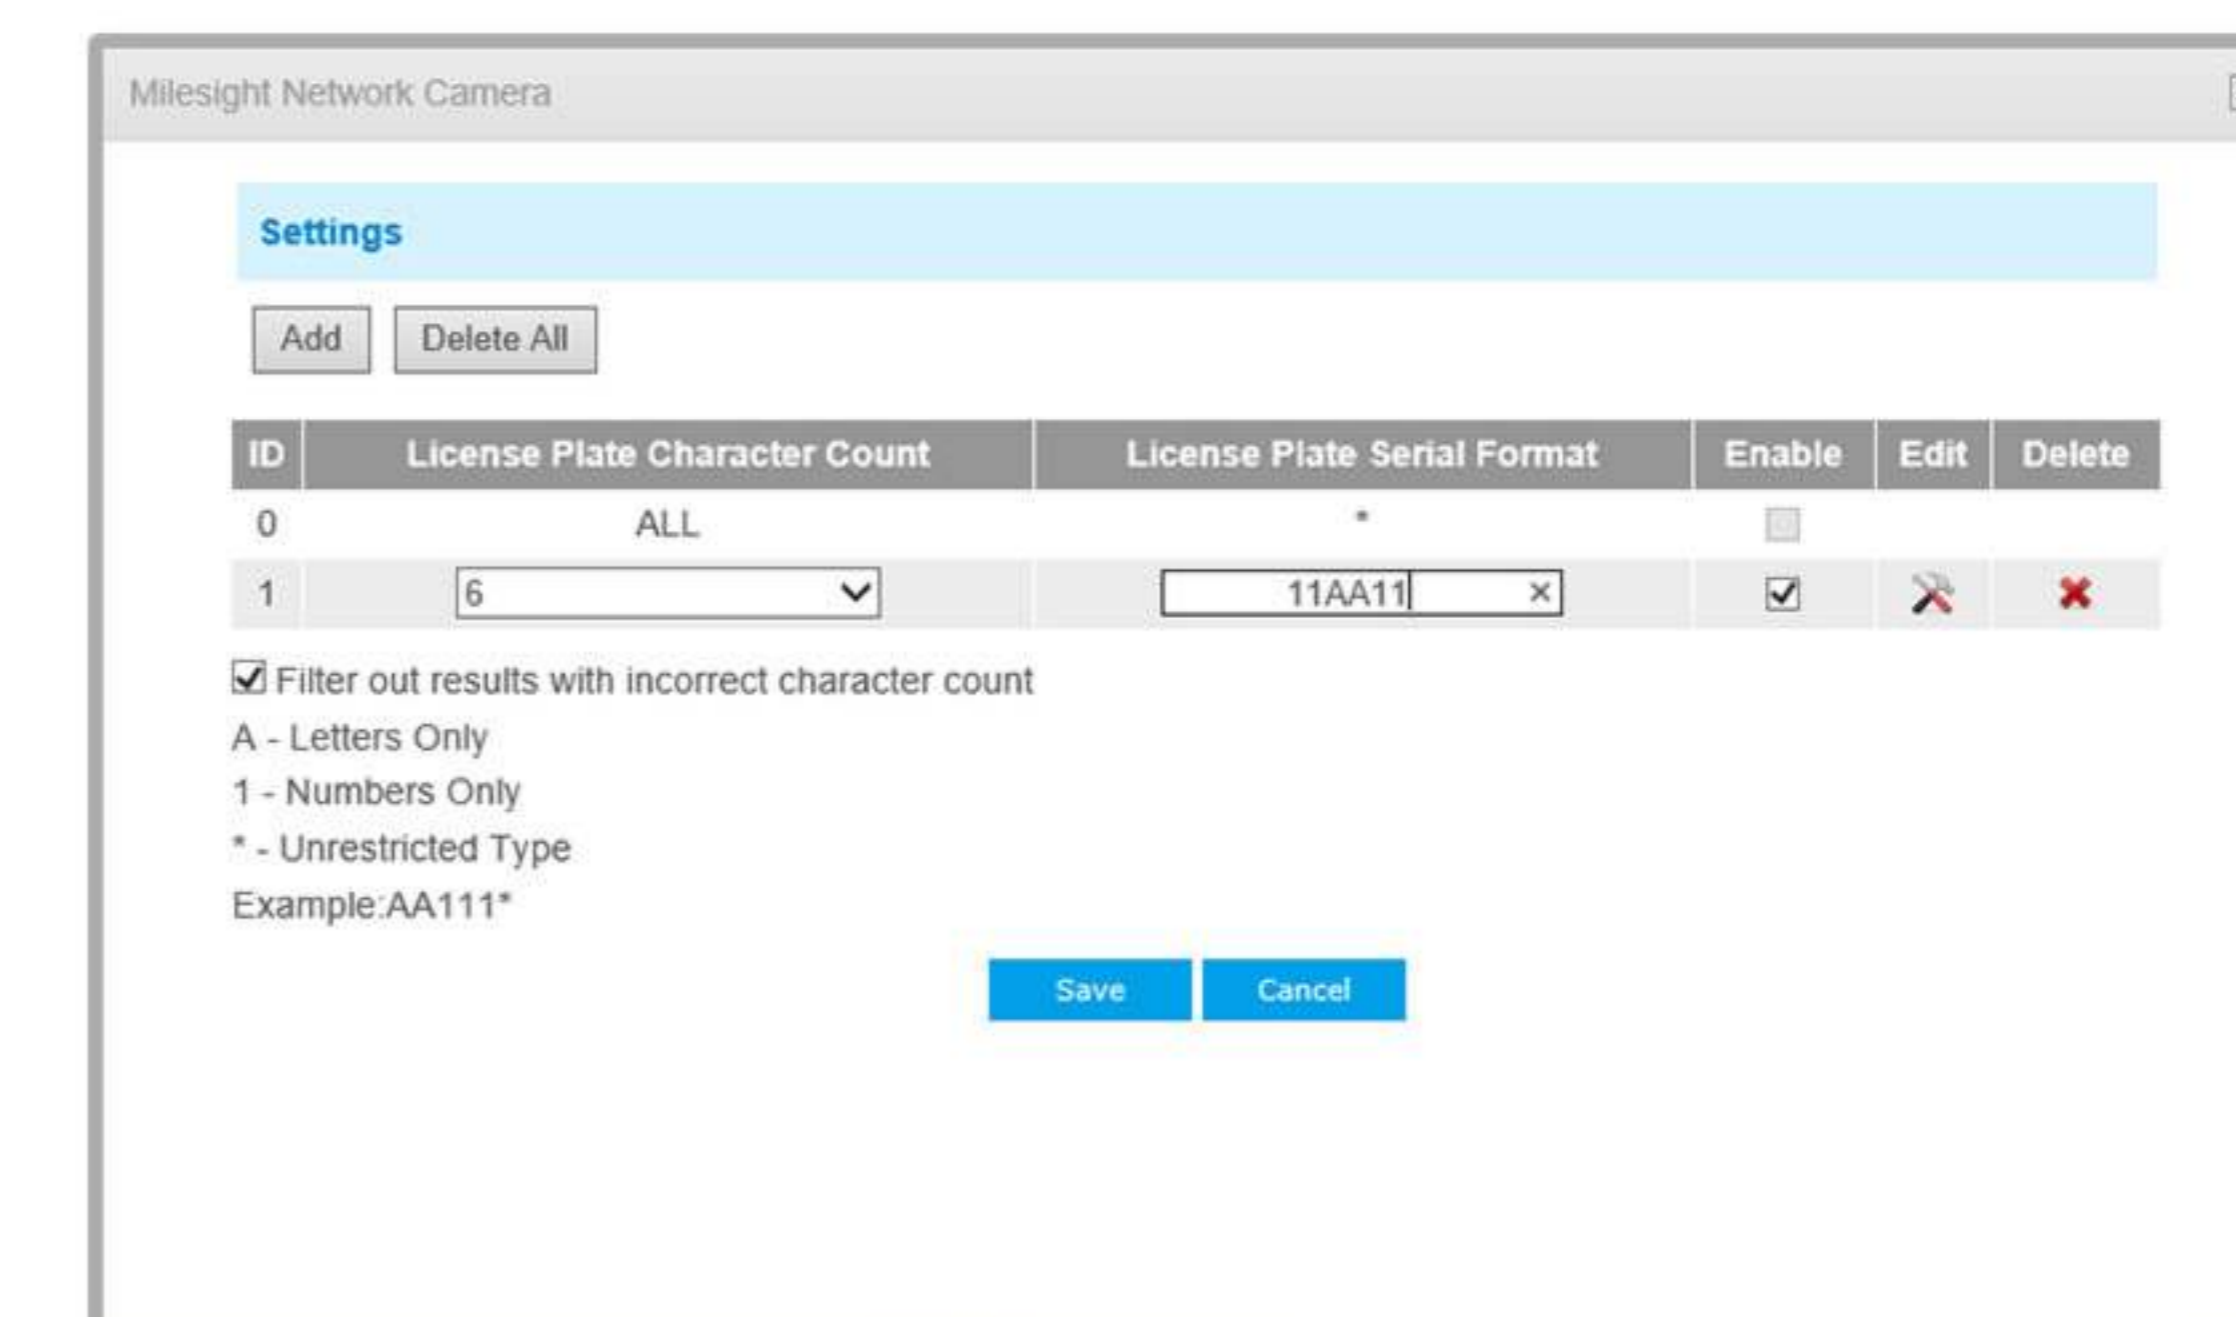 Milesight Network Camera
Settings
Add Delete All
ID License Plate Character Count License Plate Serial Format Enable Edit Delete
0 ALL *
1 6 11AA11 ×
Filter out results with incorrect character count
A - Letters Only
1 - Numbers Only
* - Unrestricted Type
Example:AA111*
Save Cancel